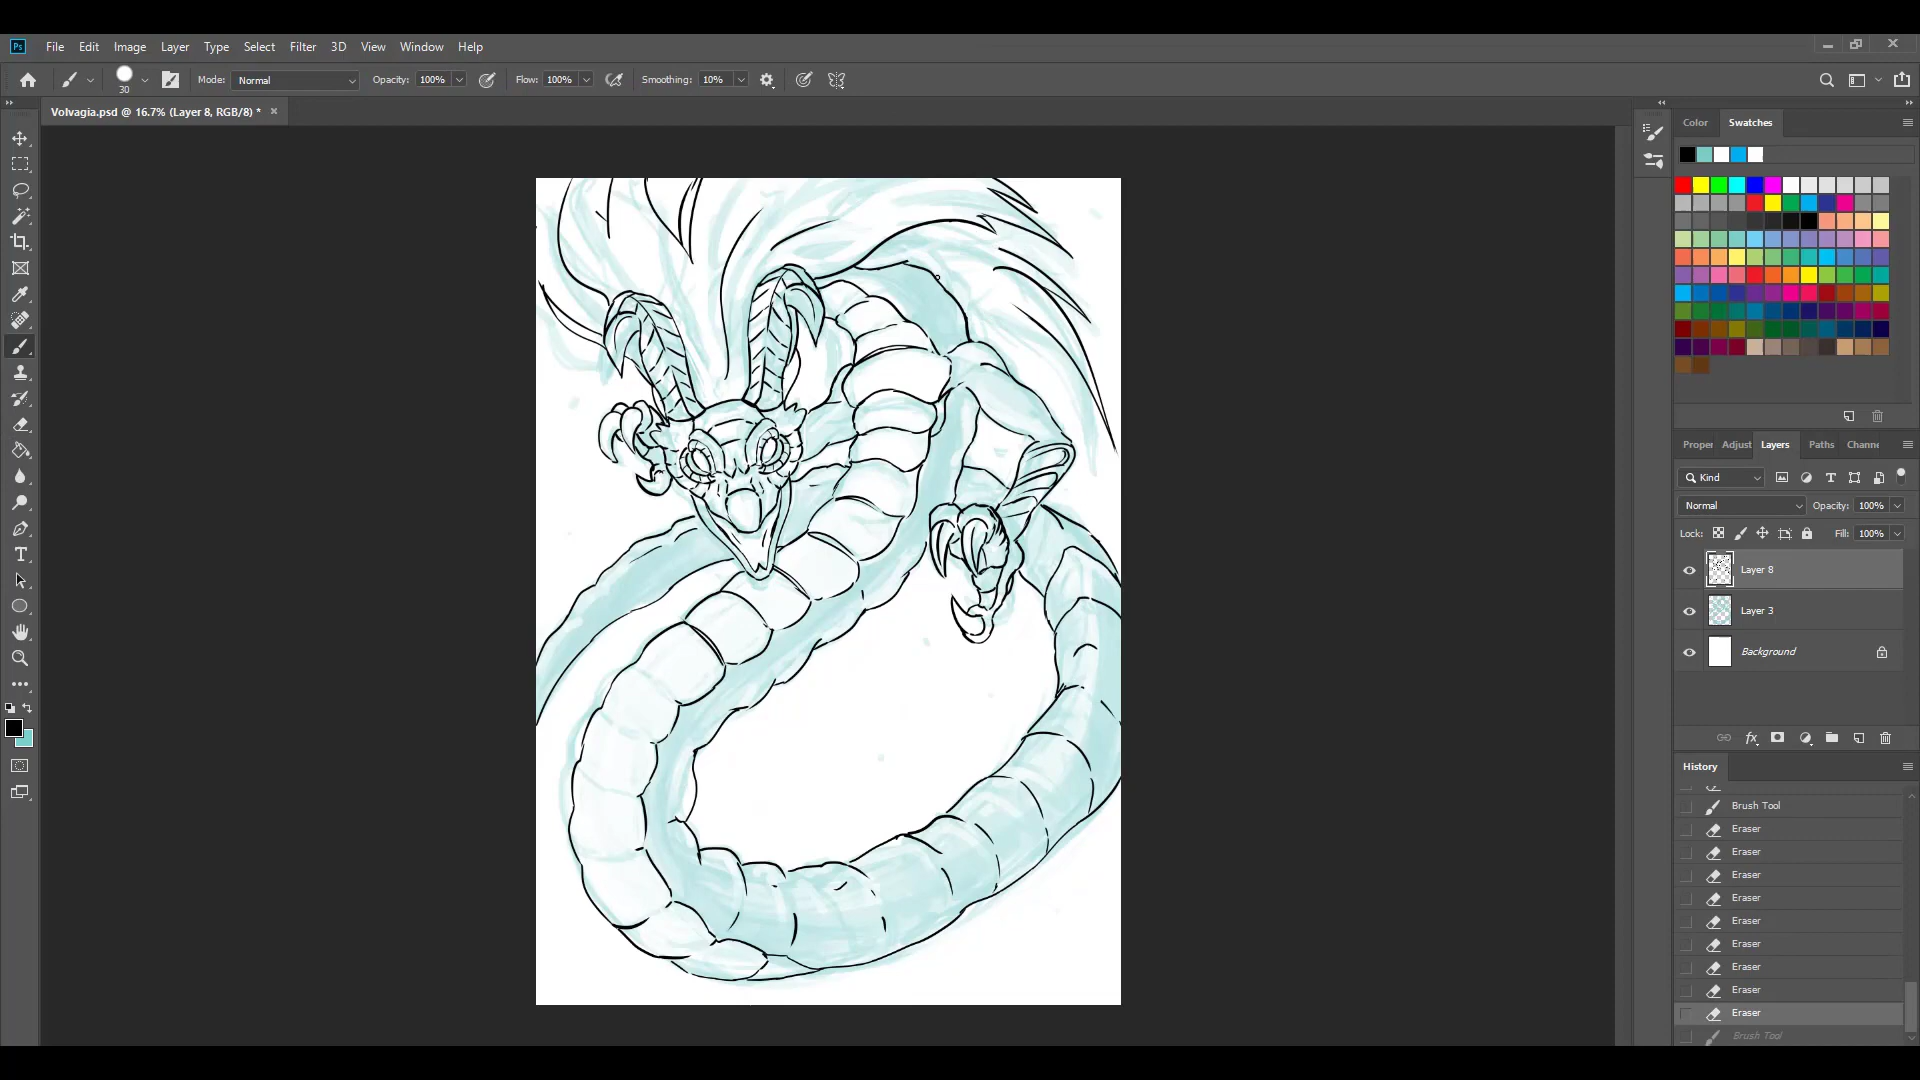 Ps File Edit Image Layer Type Select Filter 3D View Window Help
30 Mode: Normal Opacity: 100% Flow: 100% Smoothing: 10%
Volvagia.psd @ 16.7% (Layer 8, RGB/8) *
Color Swatches
Proper Adjust Layers Paths Channe
Kind
Normal Opacity: 100%
Lock: Fill: 100%
Layer 8
Layer 3
Background
History
Brush Tool
Eraser
Eraser
Eraser
Eraser
Eraser
Eraser
Eraser
Eraser
Eraser
Brush Tool